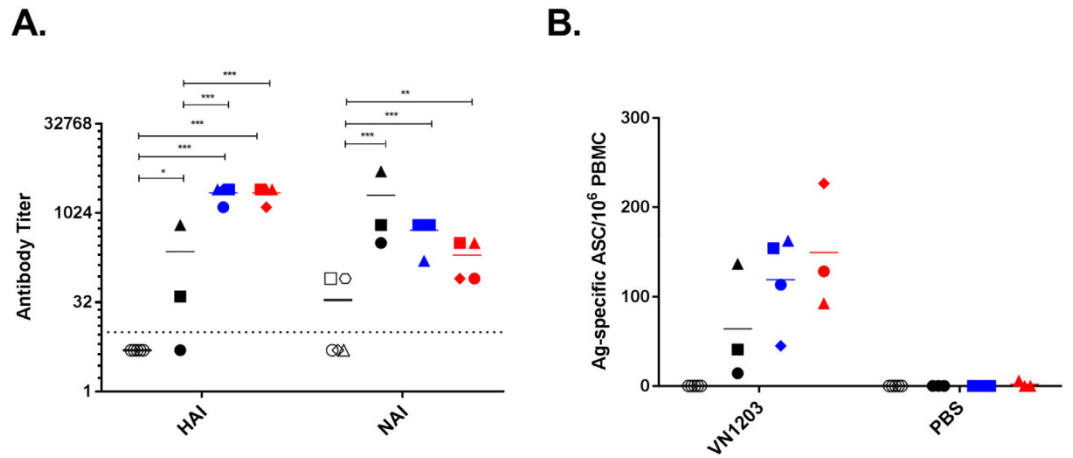 A.
B.
***
***
***
***
*
**
***
***
32768
1024
32
1
Antibody Titer
HAI
NAI
300
200
100
0
Ag-specific ASC/10⁶ PBMC
VN1203
PBS